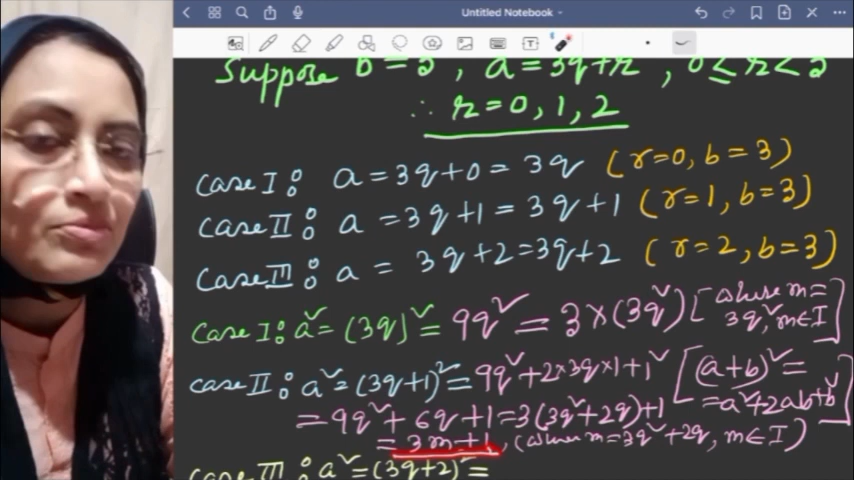 Untitled Notebook
Suppose b = 3, a = 3q+r, 0 ≤ r < 3
∴ r = 0, 1, 2
Case I: a = 3q+0 = 3q (r=0, b=3)
Case II: a = 3q+1 = 3q+1 (r=1, b=3)
Case III: a = 3q+2 = 3q+2 (r=2, b=3)
Case I: a² = (3q)² = 9q² = 3×(3q²) [where m = 3q², m∈I]
Case II: a² = (3q+1)² = 9q²+2×3q×1+1² [(a+b)² = = a²+2ab+b²]
= 9q²+6q+1 = 3(3q²+2q)+1
= 3m+1, (where m=3q²+2q, m∈I)
Case III: a² = (3q+2)² =